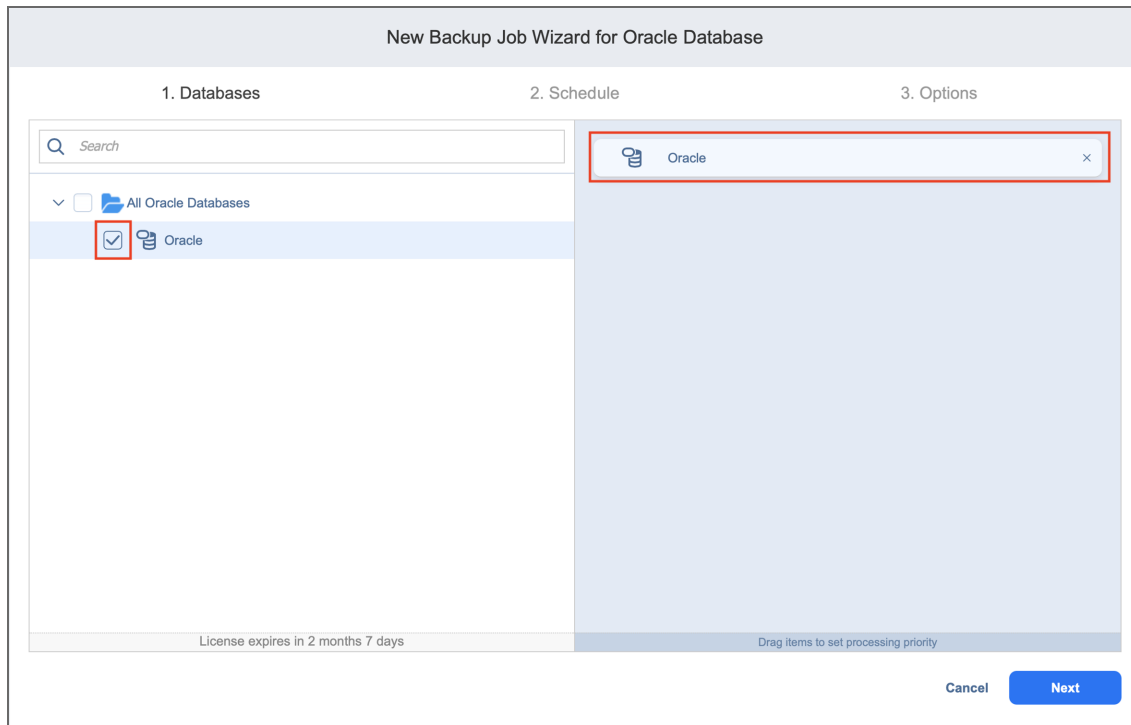 New Backup Job Wizard for Oracle Database
1. Databases
2. Schedule
3. Options
Search
All Oracle Databases
Oracle
License expires in 2 months 7 days
Oracle
Drag items to set processing priority
Cancel
Next